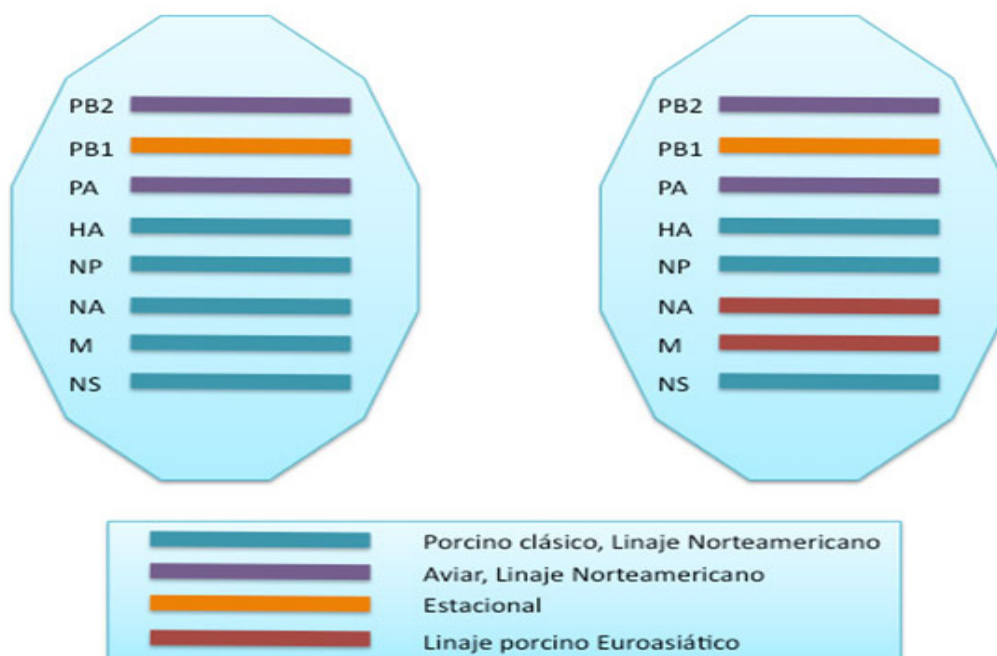 PB2
PB1
PA
HA
NP
NA
M
NS
PB2
PB1
PA
HA
NP
NA
M
NS
Porcino clásico, Linaje Norteamericano
Aviar, Linaje Norteamericano
Estacional
Linaje porcino Euroasiático